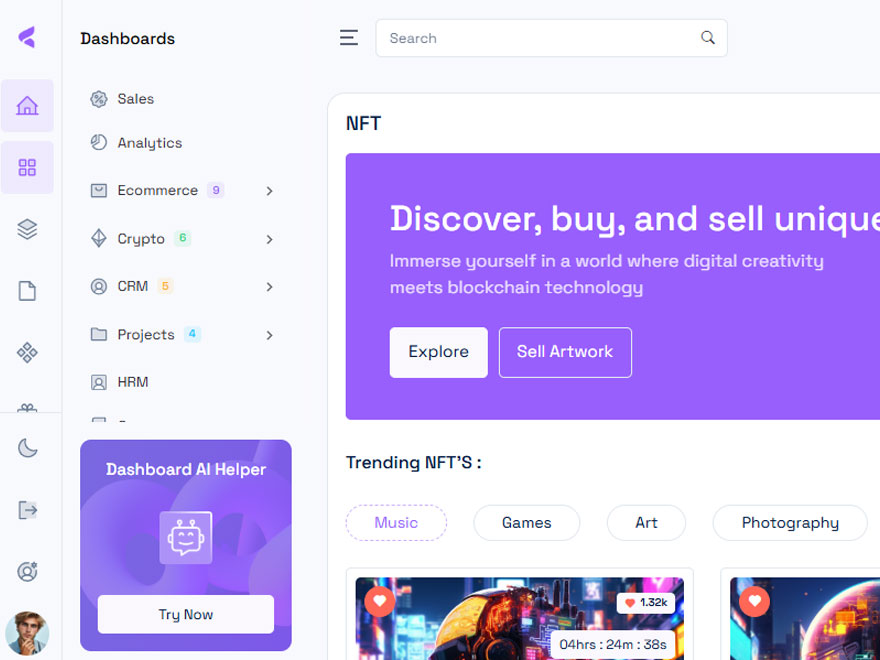 Dashboards
Search
Sales
Analytics
Ecommerce 9
Crypto 6
CRM 5
Projects 4
HRM
Dashboard AI Helper
Try Now
NFT
Discover, buy, and sell unique
Immerse yourself in a world where digital creativity
meets blockchain technology
Explore
Sell Artwork
Trending NFT'S :
Music
Games
Art
Photography
1.32k
04hrs : 24m : 38s